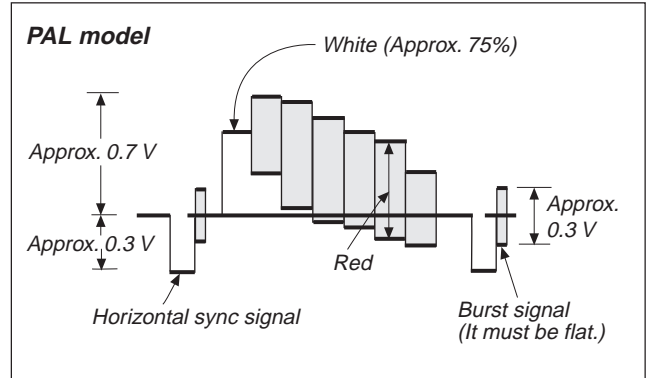 PAL model
White (Approx. 75%)
Approx. 0.7 V
Approx. 0.3 V
Red
Horizontal sync signal
Approx.
0.3 V
Burst signal
(It must be flat.)